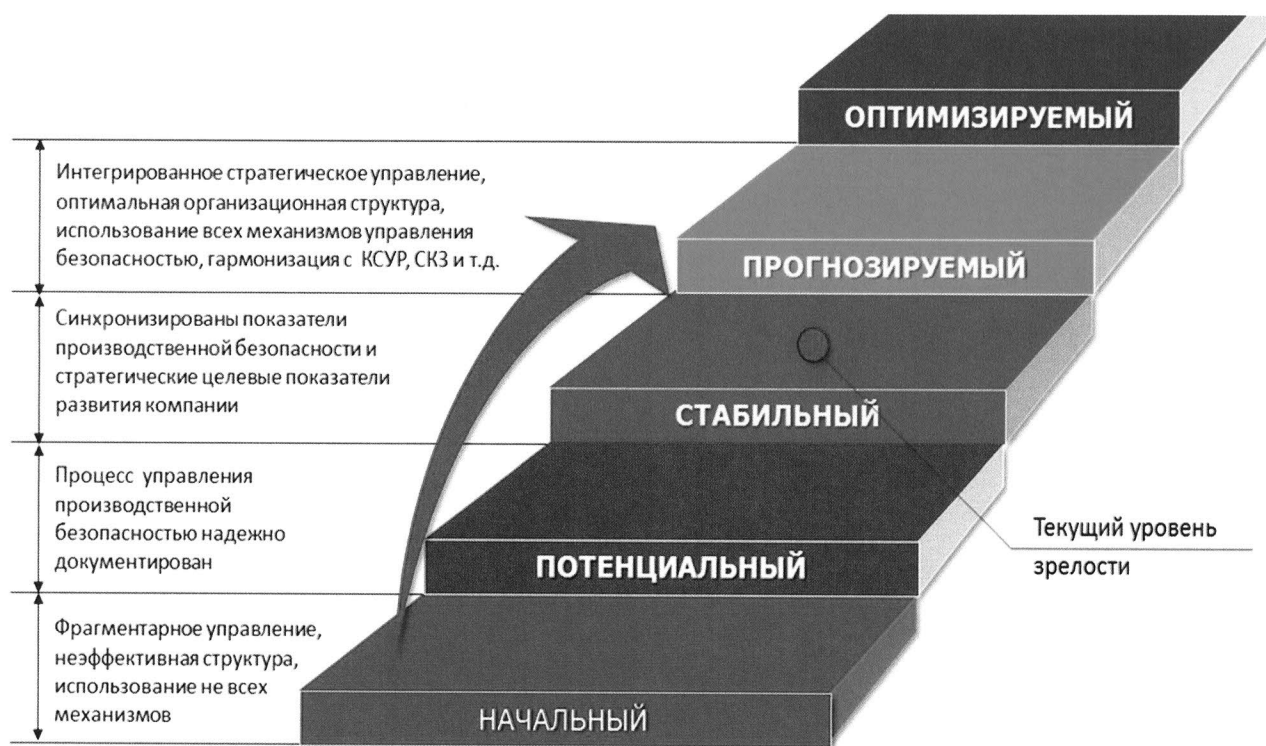 ОПТИМИЗИРУЕМЫЙ
Интегрированное стратегическое управление,
оптимальная организационная структура,
использование всех механизмов управления
безопасностью, гармонизация с КСУР, СКЗ и т.д.
ПРОГНОЗИРУЕМЫЙ
Синхронизированы показатели
производственной безопасности и
стратегические целевые показатели
развития компании
СТАБИЛЬНЫЙ
Процесс управления
производственной
безопасностью надежно
документирован
ПОТЕНЦИАЛЬНЫЙ
Текущий уровень
зрелости
Фрагментарное управление,
неэффективная структура,
использование не всех
механизмов
НАЧАЛЬНЫЙ